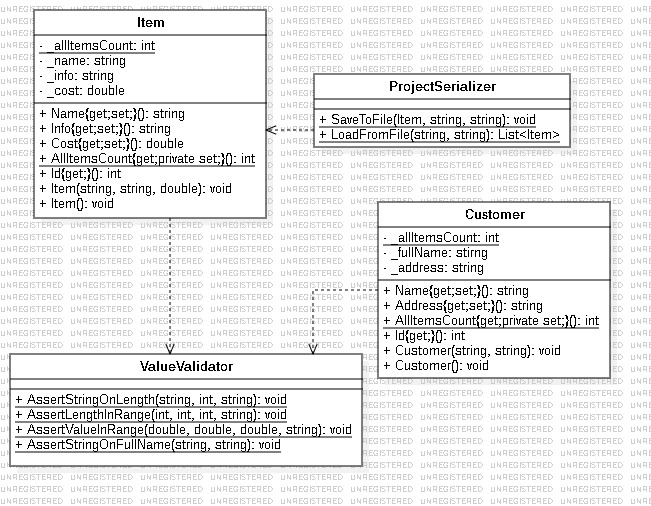 Item
- _allItemsCount: int
- _name: string
- _info: string
- _cost: double
+ Name{get;set;}(): string
+ Info{get;set;}(): string
+ Cost{get;set;}(): double
+ AllItemsCount{get;private set;}(): int
+ Id{get;}(): int
+ Item(string, string, double): void
+ Item(): void
ProjectSerializer
+ SaveToFile(Item, string, string): void
+ LoadFromFile(string, string): List<Item>
Customer
- _allItemsCount: int
- _fullName: string
- _address: string
+ Name{get;set;}(): string
+ Address{get;set;}(): string
+ AllItemsCount{get;private set;}(): int
+ Id{get;}(): int
+ Customer(string, string): void
+ Customer(): void
ValueValidator
+ AssertStringOnLength(string, int, string): void
+ AssertLengthInRange(int, int, int, string): void
+ AssertValueInRange(double, double, double, string): void
+ AssertStringOnFullName(string, string): void
UNREGISTERED